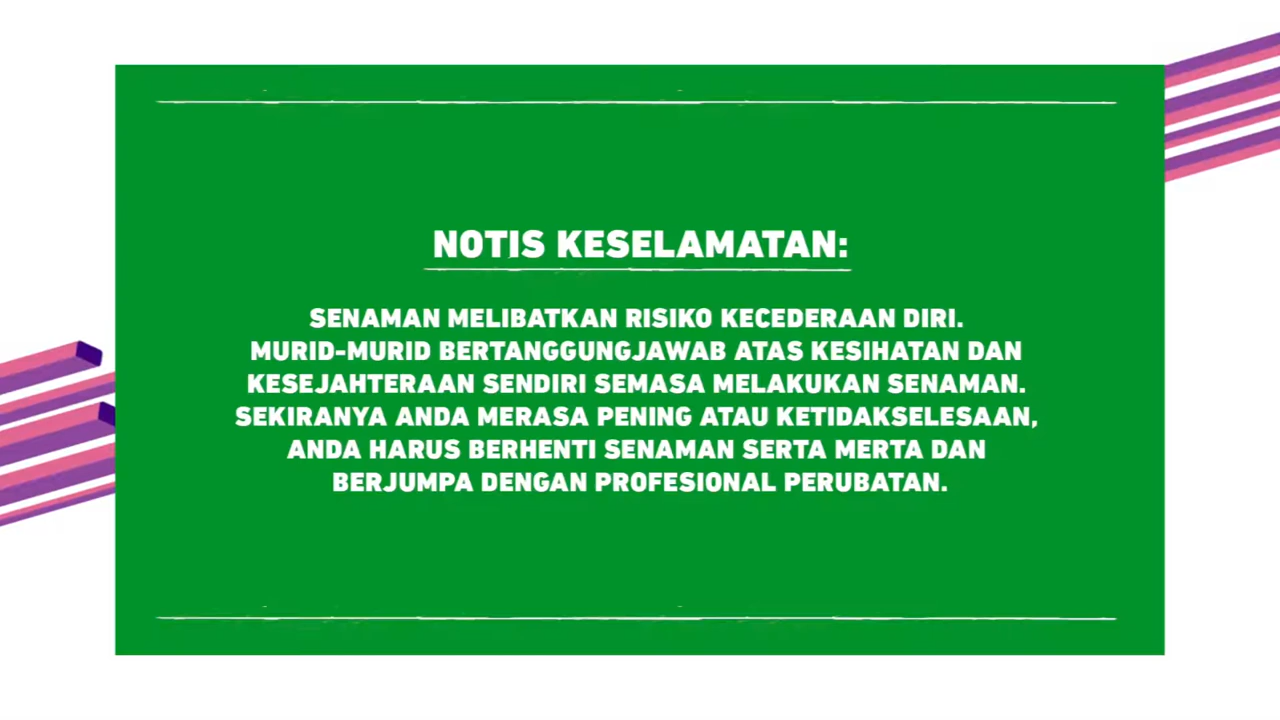 NOTIS KESELAMATAN:
SENAMAN MELIBATKAN RISIKO KECEDERAAN DIRI.
MURID-MURID BERTANGGUNGJAWAB ATAS KESIHATAN DAN
KESEJAHTERAAN SENDIRI SEMASA MELAKUKAN SENAMAN.
SEKIRANYA ANDA MERASA PENING ATAU KETIDAKSELESAAN,
ANDA HARUS BERHENTI SENAMAN SERTA MERTA DAN
BERJUMPA DENGAN PROFESIONAL PERUBATAN.